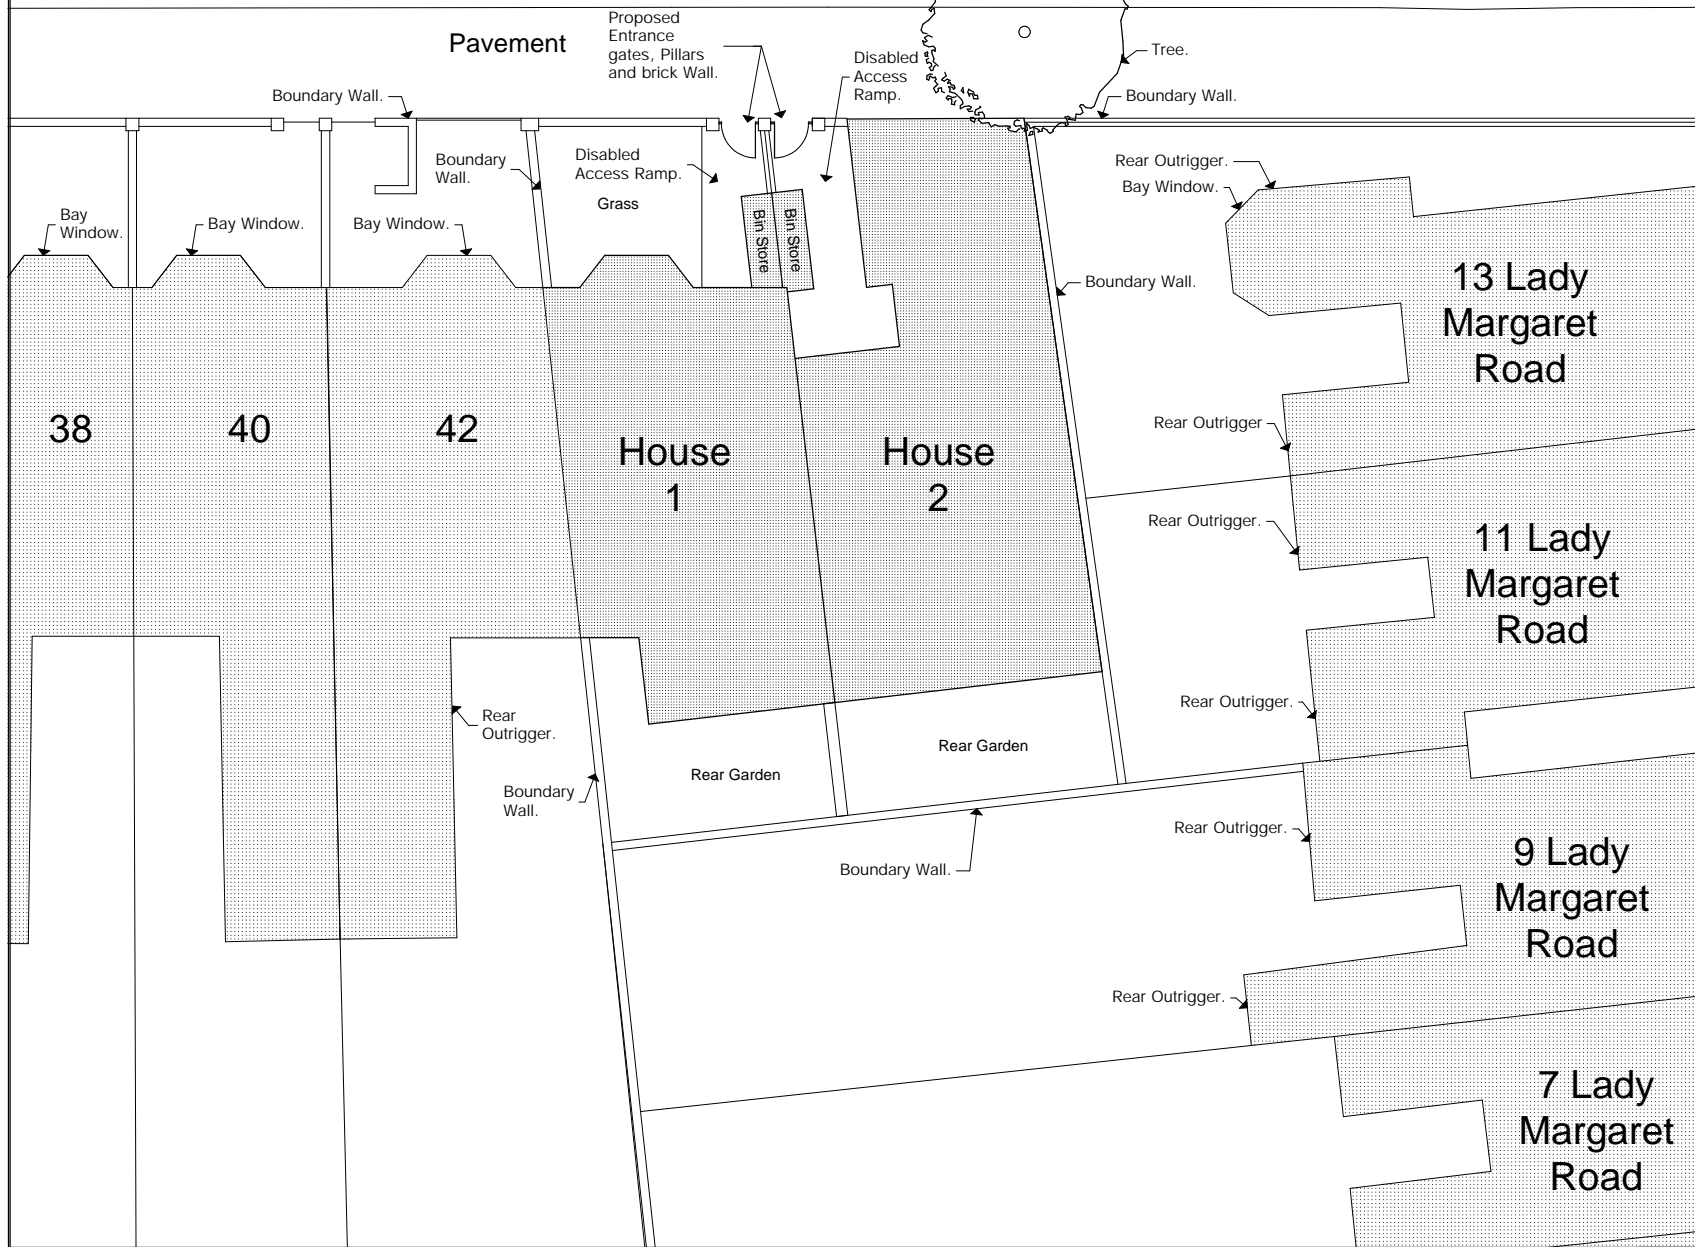 Pavement
Proposed
Entrance
gates, Pillars
and brick Wall.
Disabled
Access
Ramp.
Tree.
Boundary Wall.
Boundary Wall.
Boundary
Wall.
Disabled
Access Ramp.
Grass
Bin Store
Bin Store
Rear Outrigger.
Bay Window.
Bay
Window.
Bay Window.
Bay Window.
Boundary Wall.
13 Lady
Margaret
Road
38
40
42
House
1
House
2
Rear Outrigger
Rear Outrigger.
11 Lady
Margaret
Road
Rear Outrigger.
Rear
Outrigger.
Rear Garden
Rear Garden
Boundary
Wall.
Rear Outrigger.
Boundary Wall.
9 Lady
Margaret
Road
Rear Outrigger.
7 Lady
Margaret
Road